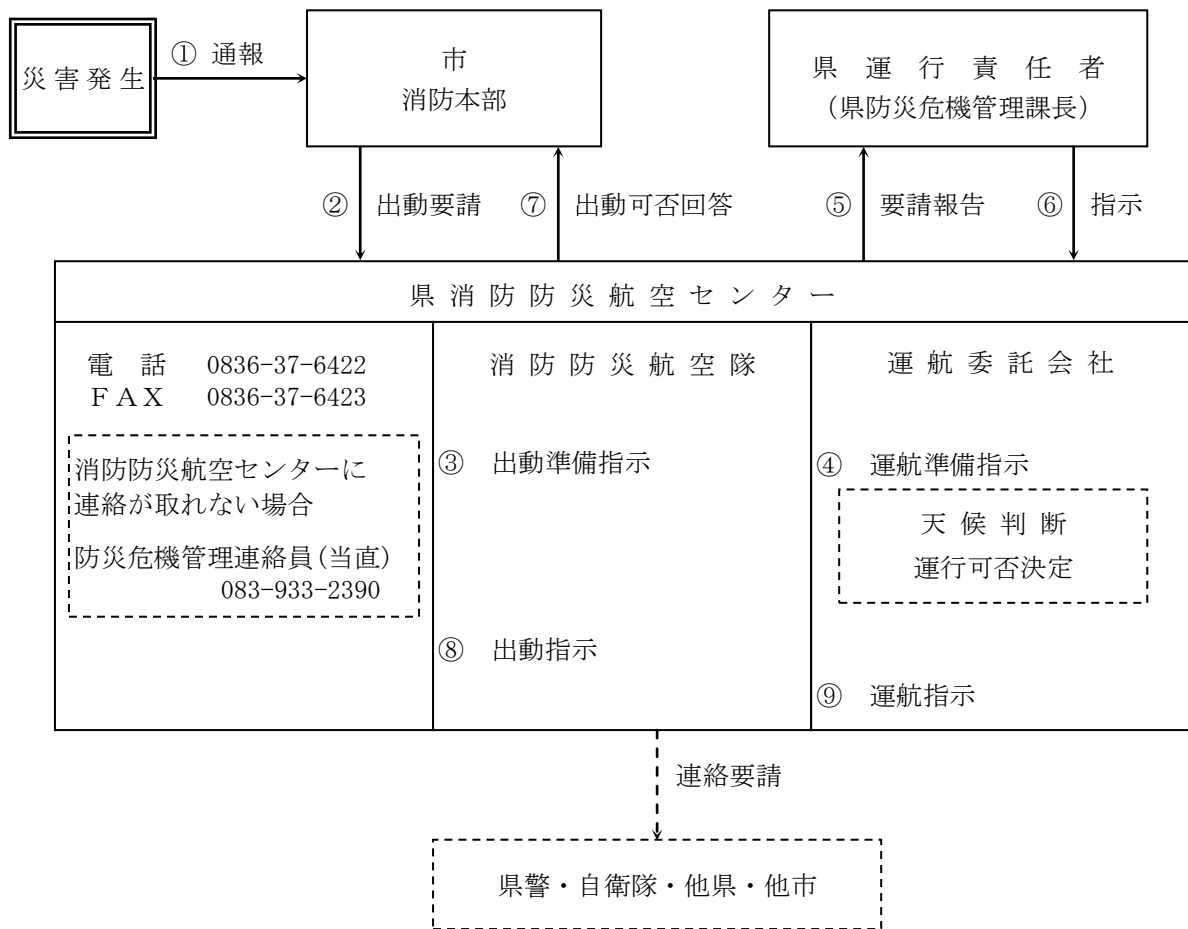 災害発生
① 通報
市
消防本部
県運行責任者
（県防災危機管理課長）
② 出動要請
⑦ 出動可否回答
⑤ 要請報告
⑥ 指示
県消防防災航空センター
電話 0836-37-6422
ＦＡＸ 0836-37-6423
消防防災航空センターに
連絡が取れない場合
防災危機管理連絡員(当直)
083-933-2390
消防防災航空隊
③ 出動準備指示
⑧ 出動指示
運航委託会社
④ 運航準備指示
天候判断
運行可否決定
⑨ 運航指示
連絡要請
県警・自衛隊・他県・他市